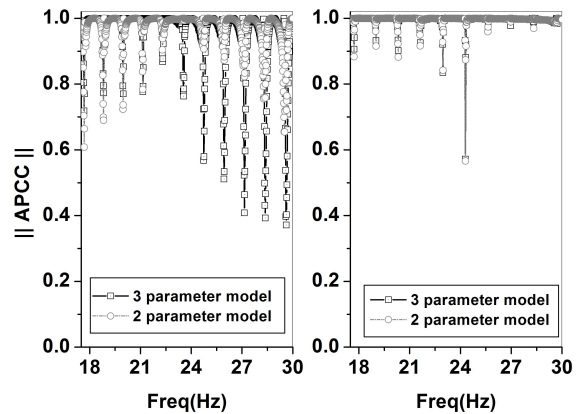 || APCC ||
1.0
0.8
0.6
0.4
0.2
0.0
3 parameter model
2 parameter model
18 21 24 27 30
Freq(Hz)
1.0
0.8
0.6
0.4
0.2
0.0
3 parameter model
2 parameter model
18 21 24 27 30
Freq(Hz)